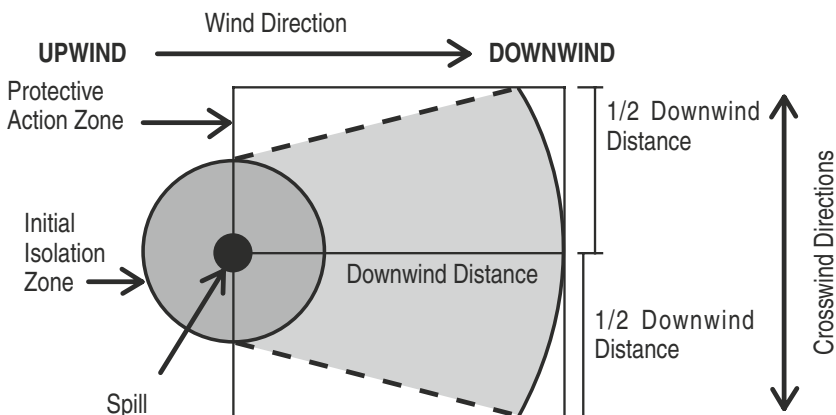 Wind Direction
UPWIND
DOWNWIND
Protective
Action Zone
1/2 Downwind
Distance
Initial
Isolation
Zone
Downwind Distance
Crosswind Directions
1/2 Downwind
Distance
Spill